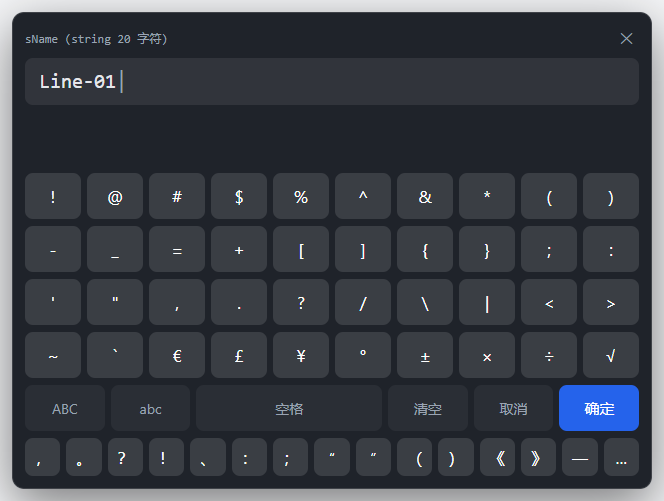 sName (string 20 字符)
Line-01
! @ # $ % ^ & * ( )
- _ = + [ ] { } ; :
' " , . ? / \ | < >
~ ` € £ ¥ ° ± × ÷ √
ABC abc 空格 清空 取消 确定
， 。 ？ ！ 、 ： ； “ ” （ ） 《 》 — …